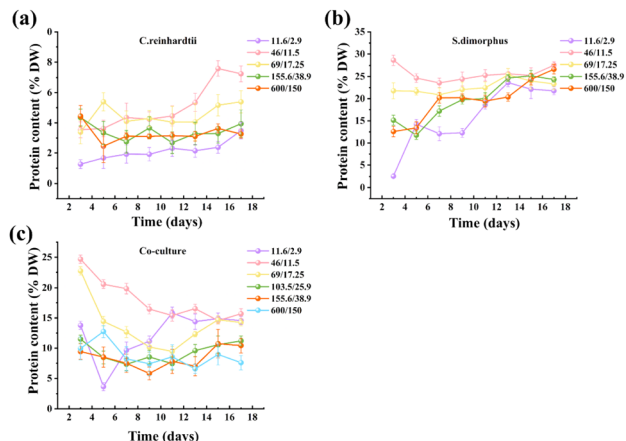 (a)
C.reinhardtii
11.6/2.9
46/11.5
69/17.25
155.6/38.9
600/150
Protein content (% DW)
8
6
4
2
0
2 4 6 8 10 12 14 16 18
Time (days)
(b)
S.dimorphus
11.6/2.9
46/11.5
69/17.25
155.6/38.9
600/150
Protein content (% DW)
40
35
30
25
20
15
10
5
0
2 4 6 8 10 12 14 16 18
Time (days)
(c)
Co-culture
11.6/2.9
46/11.5
69/17.25
103.5/25.9
155.6/38.9
600/150
Protein content (% DW)
25
20
15
10
5
0
2 4 6 8 10 12 14 16 18
Time (days)